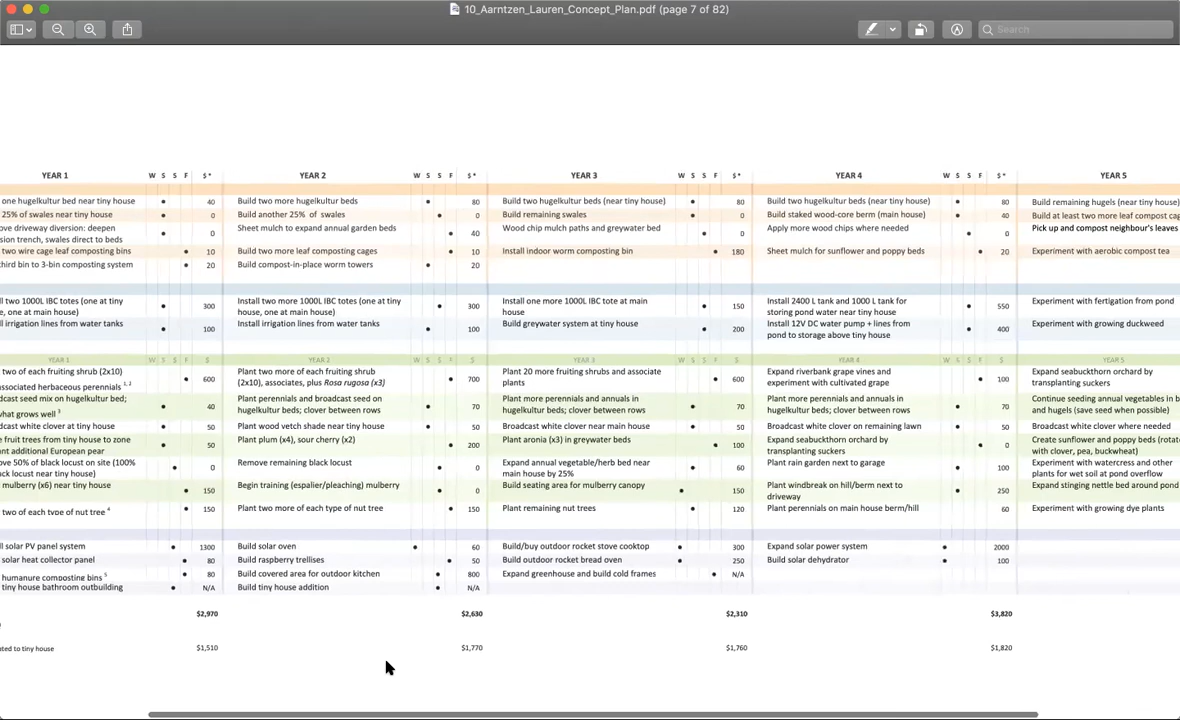 10_Aarntzen_Lauren_Concept_Plan.pdf (page 7 of 82)
Search
YEAR 1 W S S F $* YEAR 2 W S S F $* YEAR 3 W S S F $* YEAR 4 W S S F $* YEAR 5
one hugelkultur bed near tiny house 40 Build two more hugelkultur beds 80 Build two hugelkultur beds (near tiny house) 80 Build two hugelkultur beds (near tiny house) 80 Build remaining hugels (near tiny house)
25% of swales near tiny house 0 Build another 25% of swales 0 Build remaining swales 0 Build staked wood-core berm (main house) 40 Build at least two more leaf compost cag
ove driveway diversion: deepen 0 Sheet mulch to expand annual garden beds 40 Wood chip mulch paths and greywater bed 0 Apply more wood chips where needed 0 Pick up and compost neighbour's leaves
sion trench, swales direct to beds
two wire cage leaf composting bins 10 Build two more leaf composting cages 10 Install indoor worm composting bin 180 Sheet mulch for sunflower and poppy beds 20 Experiment with aerobic compost tea
hird bin to 3-bin composting system 20 Build compost-in-place worm towers 20
ll two 1000L IBC totes (one at tiny 300 Install two more 1000L IBC totes (one at tiny 300 Install one more 1000L IBC tote at main 150 Install 2400 L tank and 1000 L tank for 550 Experiment with fertigation from pond
e, one at main house) house, one at main house) house storing pond water near tiny house
ll irrigation lines from water tanks 100 Install irrigation lines from water tanks 100 Build greywater system at tiny house 200 Install 12V DC water pump + lines from 400 Experiment with growing duckweed
pond to storage above tiny house
YEAR 1 W S S F $ YEAR 2 W S S F $ YEAR 3 W S S F $ YEAR 4 W S S F $ YEAR 5
two of each fruiting shrub (2x10) 600 Plant two more of each fruiting shrub 700 Plant 20 more fruiting shrubs and associate 600 Expand riverbank grape vines and 100 Expand seabuckthorn orchard by
ssociated herbaceous perennials 1, 2 (2x10), associates, plus Rosa rugosa (x3) plants experiment with cultivated grape transplanting suckers
dcast seed mix on hugelkultur bed; 40 Plant perennials and broadcast seed on 70 Plant more perennials and annuals in 70 Plant more perennials and annuals in 70 Continue seeding annual vegetables in b
what grows well 3 hugelkultur beds; clover between rows hugelkultur beds; clover between rows hugelkultur beds; clover between rows and hugels (save seed when possible)
dcast white clover at tiny house 50 Plant wood vetch shade near tiny house 50 Broadcast white clover near main house 50 Broadcast white clover on remaining lawn 50 Broadcast white clover where needed
e fruit trees from tiny house to zone 50 Plant plum (x4), sour cherry (x2) 200 Plant aronia (x3) in greywater beds 100 Expand seabuckthorn orchard by 0 Create sunflower and poppy beds (rotat
ant additional European pear transplanting suckers with clover, pea, buckwheat)
ove 50% of black locust on site (100% 0 Remove remaining black locust 0 Expand annual vegetable/herb bed near 60 Plant rain garden next to garage 100 Experiment with watercress and other
ck locust near tiny house) main house by 25% plants for wet soil at pond overflow
mulberry (x6) near tiny house 150 Begin training (espalier/pleaching) mulberry 0 Build seating area for mulberry canopy 150 Plant windbreak on hill/berm next to 250 Expand stinging nettle bed around pond
driveway
two of each type of nut tree 4 150 Plant two more of each type of nut tree 150 Plant remaining nut trees 120 Plant perennials on main house berm/hill 60 Experiment with growing dye plants
ll solar PV panel system 1300 Build solar oven 60 Build/buy outdoor rocket stove cooktop 300 Expand solar power system 2000
solar heat collector panel 80 Build raspberry trellises 50 Build outdoor rocket bread oven 250 Build solar dehydrator 100
humanure composting bins 5 80 Build covered area for outdoor kitchen 800 Expand greenhouse and build cold frames N/A
tiny house bathroom outbuilding N/A Build tiny house addition N/A
$2,970 $2,630 $2,310 $3,820
ated to tiny house $1,510 $1,770 $1,760 $1,820